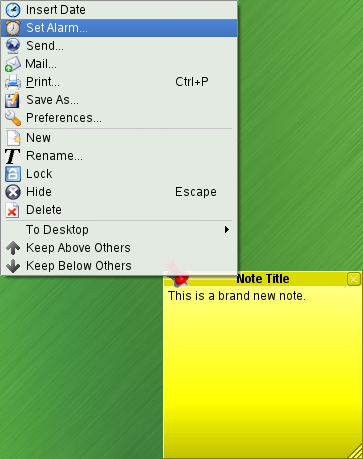 Insert Date
Set Alarm...
Send...
Mail...
Print... Ctrl+P
Save As...
Preferences...
New
Rename...
Lock
Hide Escape
Delete
To Desktop
Keep Above Others
Keep Below Others
Note Title
This is a brand new note.